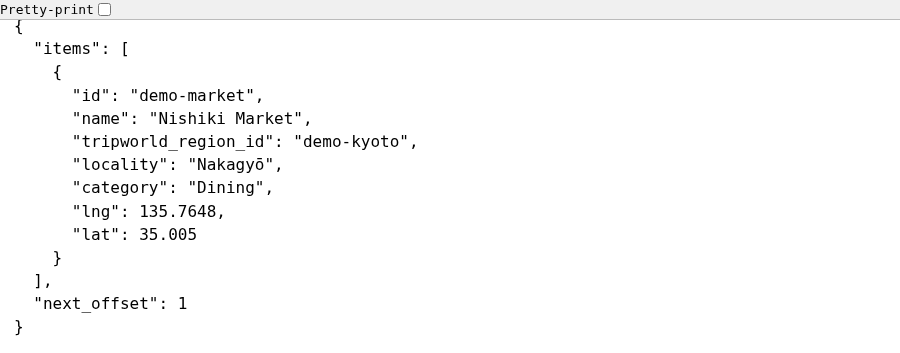 Pretty-print
{
  "items": [
    {
      "id": "demo-market",
      "name": "Nishiki Market",
      "tripworld_region_id": "demo-kyoto",
      "locality": "Nakagyō",
      "category": "Dining",
      "lng": 135.7648,
      "lat": 35.005
    }
  ],
  "next_offset": 1
}